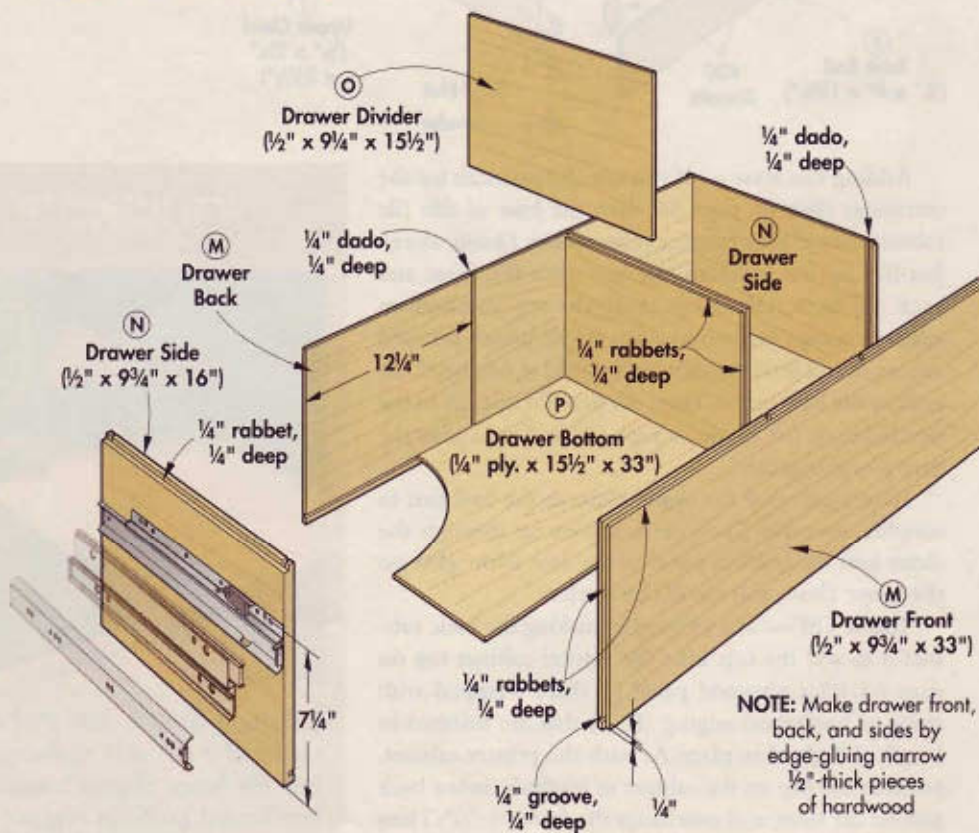 O
Drawer Divider
(½" x 9¼" x 15½")
¼" dado,
¼" deep
M
Drawer
Back
¼" dado,
¼" deep
N
Drawer
Side
N
Drawer Side
(½" x 9¾" x 16")
12¼"
¼" rabbets,
¼" deep
¼" rabbet,
¼" deep
P
Drawer Bottom
(¼" ply. x 15½" x 33")
M
Drawer Front
(½" x 9¾" x 33")
¼" rabbets,
¼" deep
7¼"
¼" groove,
¼" deep
¼"
NOTE: Make drawer front,
back, and sides by
edge-gluing narrow
½"-thick pieces
of hardwood